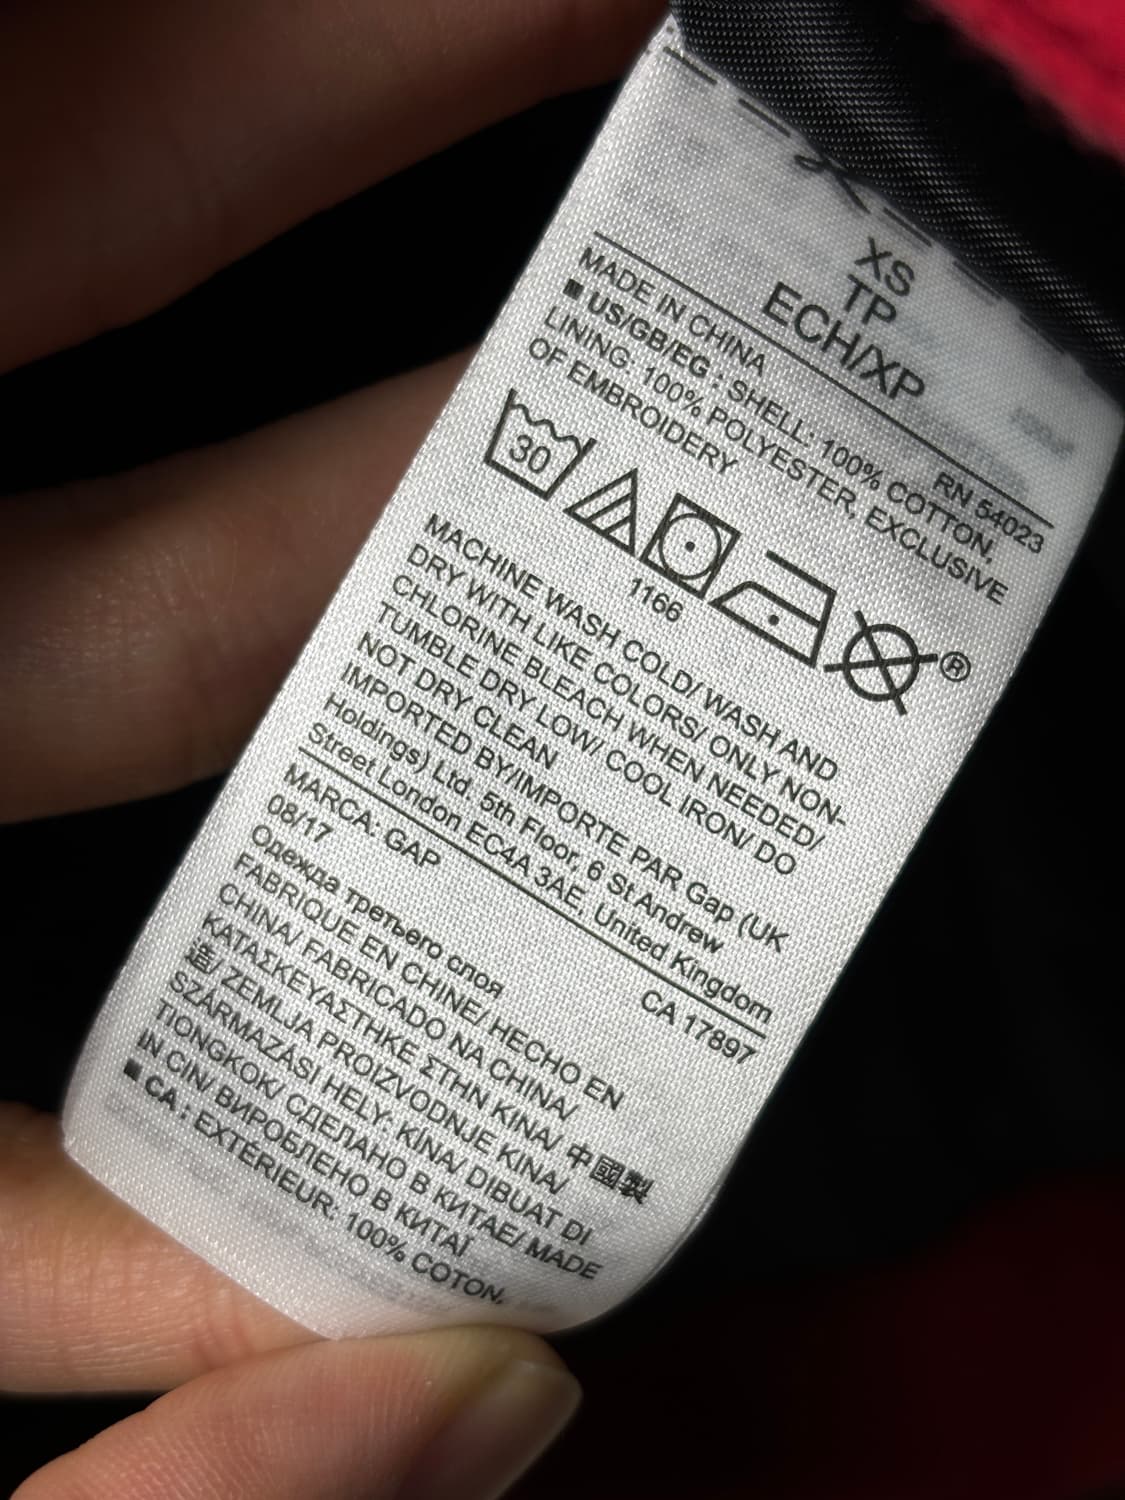 XS
TP
ECH/XP
MADE IN CHINA RN 54023
■ US/GB/EG : SHELL: 100% COTTON,
LINING: 100% POLYESTER, EXCLUSIVE
OF EMBROIDERY
30
®
1166
MACHINE WASH COLD/ WASH AND
DRY WITH LIKE COLORS/ ONLY NON-
CHLORINE BLEACH WHEN NEEDED/
TUMBLE DRY LOW/ COOL IRON/ DO
NOT DRY CLEAN
IMPORTED BY/IMPORTE PAR Gap (UK
Holdings) Ltd. 5th Floor, 6 St Andrew
Street London EC4A 3AE, United Kingdom
MARCA: GAP CA 17897
08/17
Одежда третьего слоя
FABRIQUE EN CHINE/ HECHO EN
CHINA/ FABRICADO NA CHINA/
ΚΑΤΑΣΚΕΥΑΣΤΗΚΕ ΣΤΗΝ ΚΙΝΑ/ 中國製
造/ ZEMLJA PROIZVODNJE KINA/
SZÁRMAZÁSI HELY: KÍNA/ DIBUAT DI
TIONGKOK/ СДЕЛАНО В КИТАЕ/ MADE
IN CIN/ ВИРОБЛЕНО В КИТАЇ
■ CA : EXTÉRIEUR: 100% COTON,